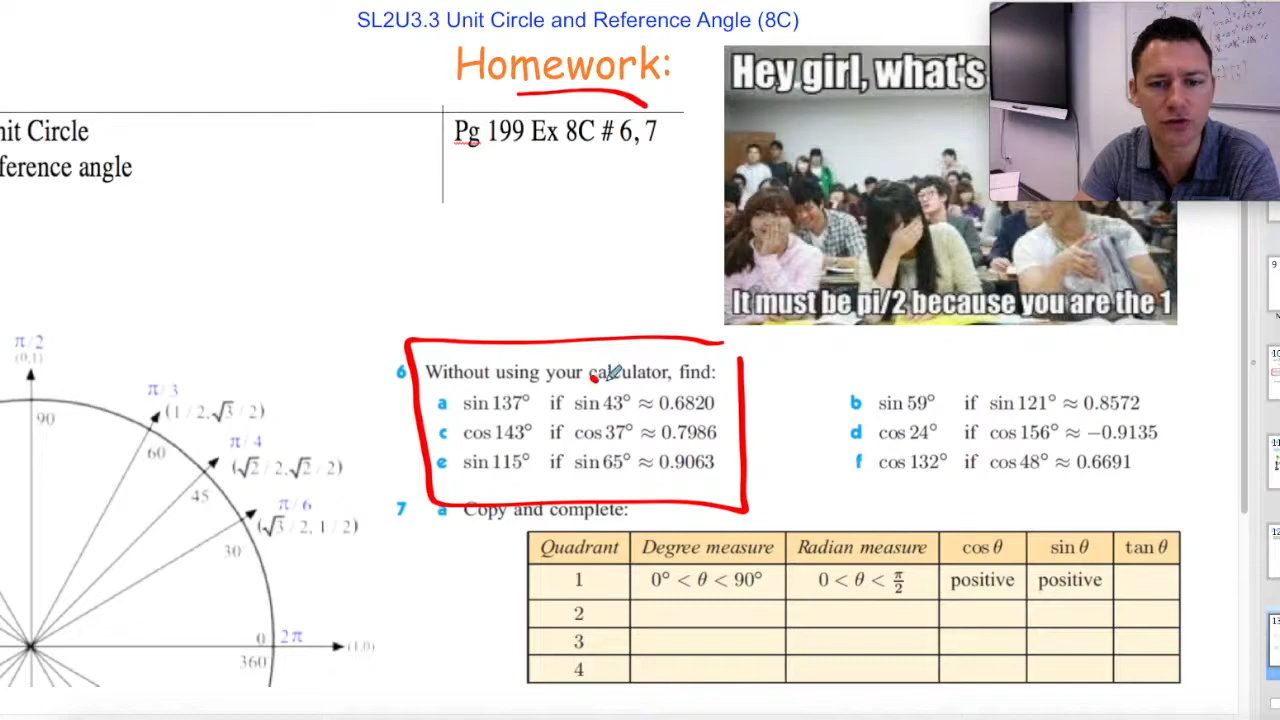 SL2U3.3 Unit Circle and Reference Angle (8C)
Homework:
nit Circle
ference angle
Pg 199 Ex 8C # 6, 7
Hey girl, what's
It must be pi/2 because you are the 1
π/2
(0,1)
90
π/3
(1/2,√3/2)
60
π/4
(√2/2,√2/2)
45
π/6
(√3/2, 1/2)
30
0
2π
(1,0)
360
6 Without using your calculator, find:
a sin 137° if sin 43° ≈ 0.6820
b sin 59° if sin 121° ≈ 0.8572
c cos 143° if cos 37° ≈ 0.7986
d cos 24° if cos 156° ≈ −0.9135
e sin 115° if sin 65° ≈ 0.9063
f cos 132° if cos 48° ≈ 0.6691
7 a Copy and complete:
Quadrant Degree measure Radian measure cos θ sin θ tan θ
1 0° < θ < 90° 0 < θ < π/2 positive positive
2
3
4
9
10
11
12
13